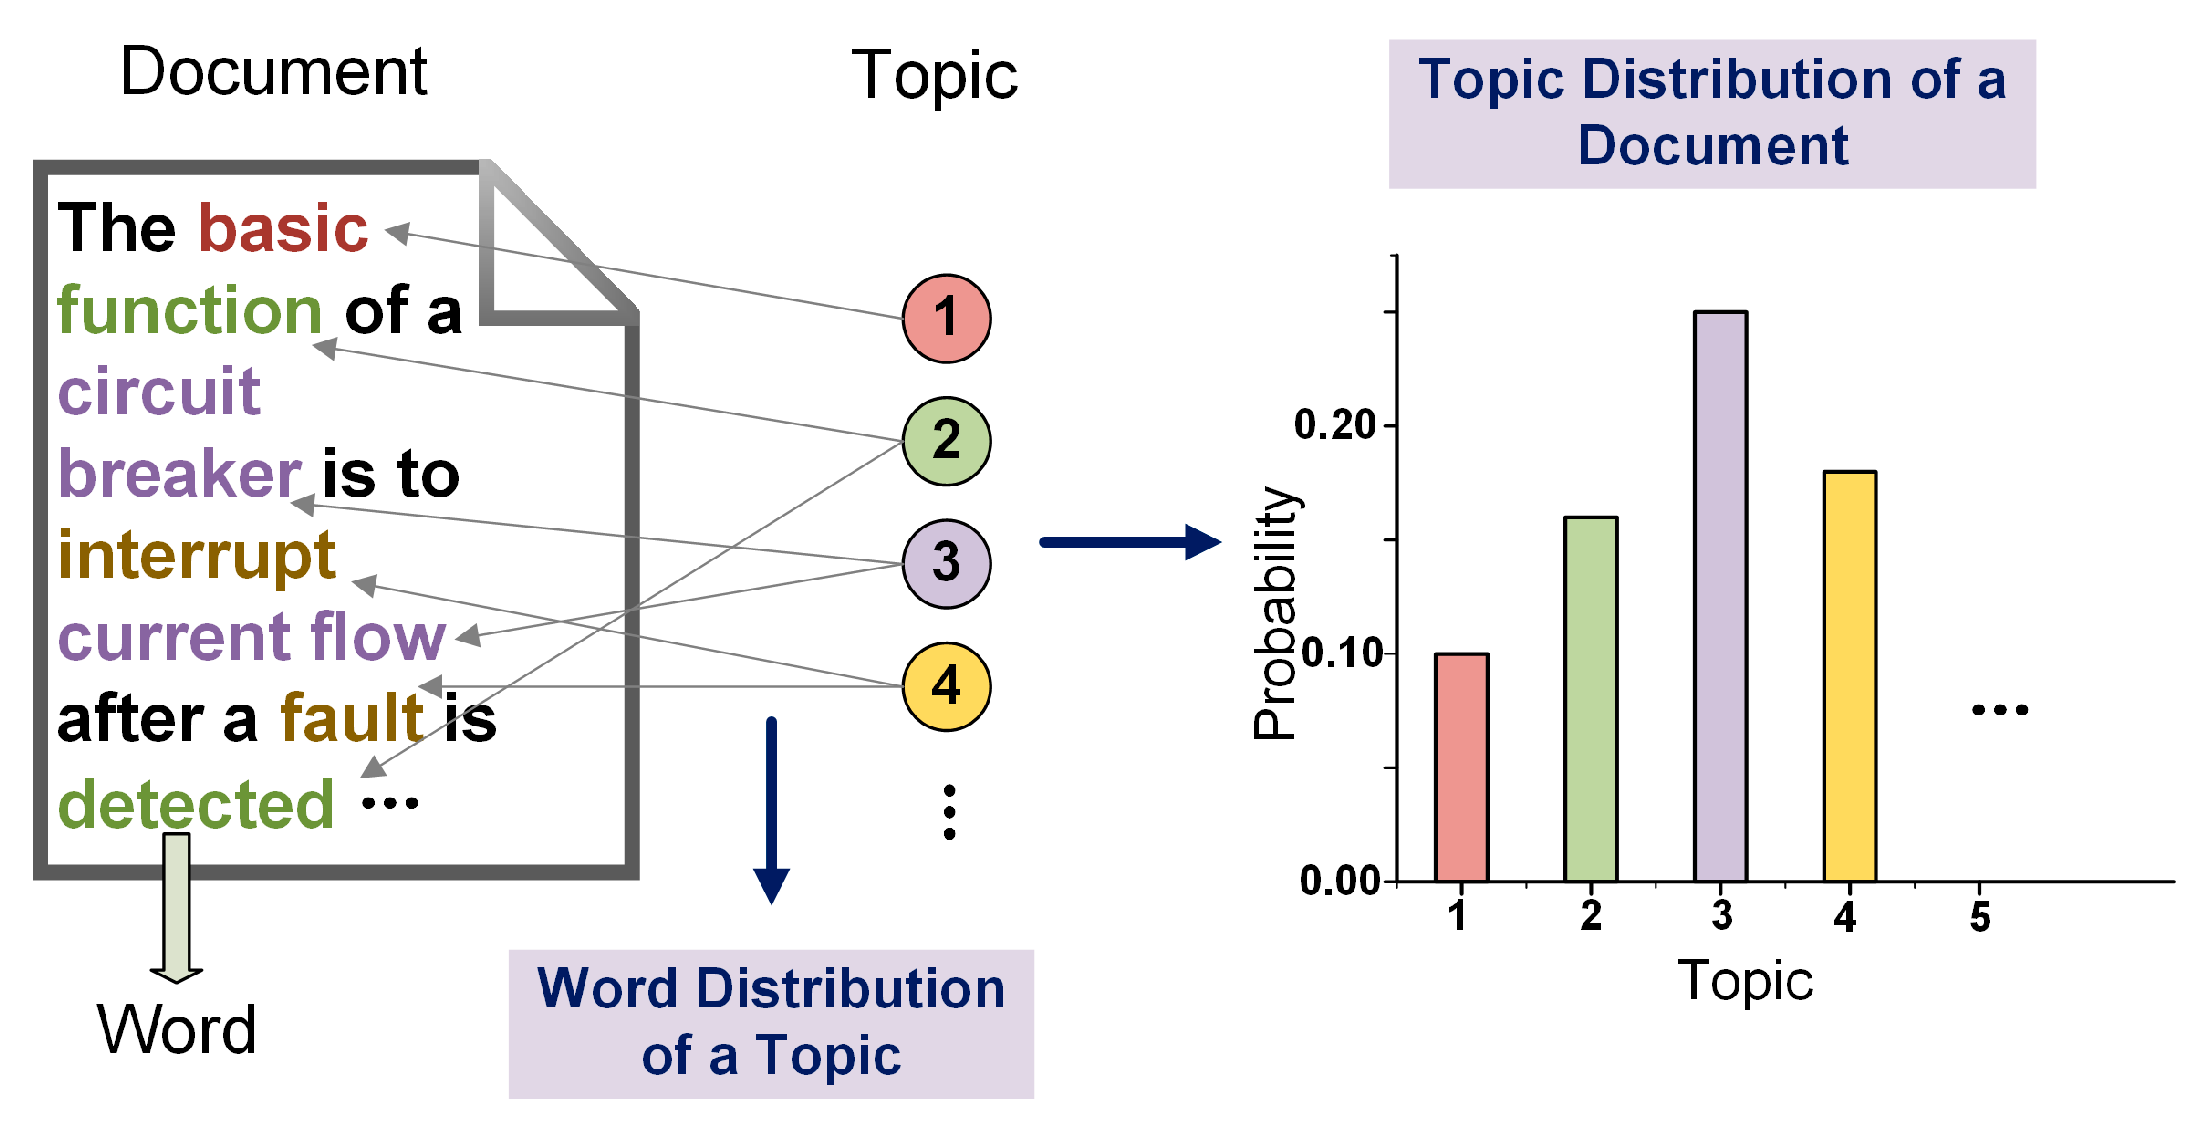 Document
The basic
function of a
circuit
breaker is to
interrupt
current flow
after a fault is
detected ...
Word
Topic
1
2
3
4
⋮
Word Distribution
of a Topic
Topic Distribution of a
Document
Probability
0.20
0.10
0.00
...
1 2 3 4 5
Topic